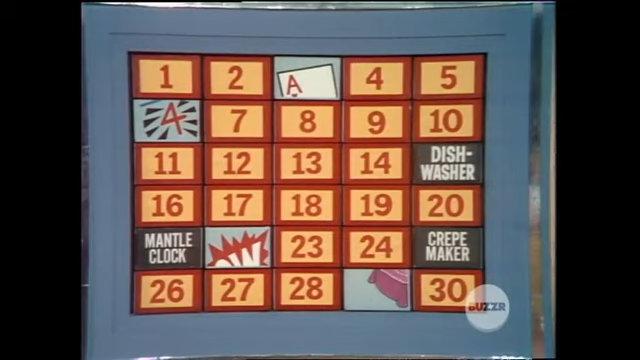 1 2 A 4 5
4 7 8 9 10
11 12 13 14 DISH-
WASHER
16 17 18 19 20
MANTLE
CLOCK
23 24
CREPE
MAKER
26 27 28 30
BUZZR